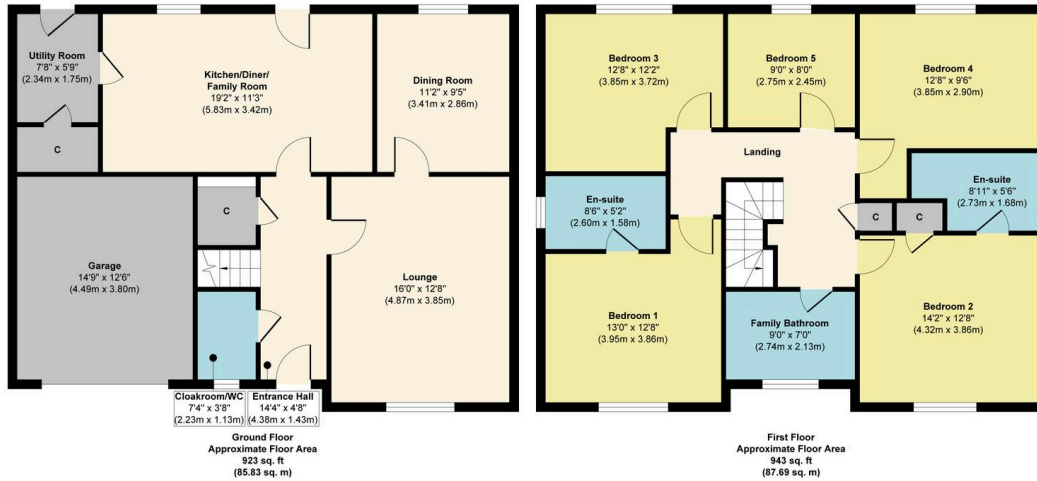 Utility Room
7'8" x 5'9"
(2.34m x 1.75m)
C
Kitchen/Diner/
Family Room
19'2" x 11'3"
(5.83m x 3.42m)
Dining Room
11'2" x 9'5"
(3.41m x 2.86m)
Garage
14'9" x 12'6"
(4.49m x 3.80m)
C
Lounge
16'0" x 12'8"
(4.87m x 3.85m)
Cloakroom/WC
7'4" x 3'8"
(2.23m x 1.13m)
Entrance Hall
14'4" x 4'8"
(4.38m x 1.43m)
Ground Floor
Approximate Floor Area
923 sq. ft
(85.83 sq. m)
Bedroom 3
12'8" x 12'2"
(3.85m x 3.72m)
Bedroom 5
9'0" x 8'0"
(2.75m x 2.45m)
Bedroom 4
12'8" x 9'6"
(3.85m x 2.90m)
Landing
En-suite
8'6" x 5'2"
(2.60m x 1.58m)
En-suite
8'11" x 5'6"
(2.73m x 1.68m)
C
C
Bedroom 1
13'0" x 12'8"
(3.95m x 3.86m)
Family Bathroom
9'0" x 7'0"
(2.74m x 2.13m)
Bedroom 2
14'2" x 12'8"
(4.32m x 3.86m)
First Floor
Approximate Floor Area
943 sq. ft
(87.69 sq. m)